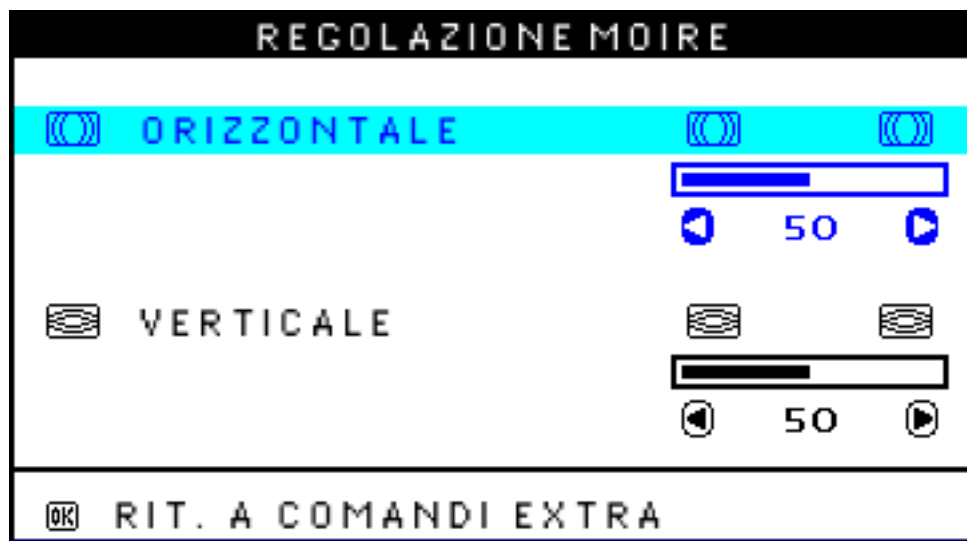 REGOLAZIONE MOIRE
ORIZZONTALE
50
VERTICALE
50
OK RIT. A COMANDI EXTRA